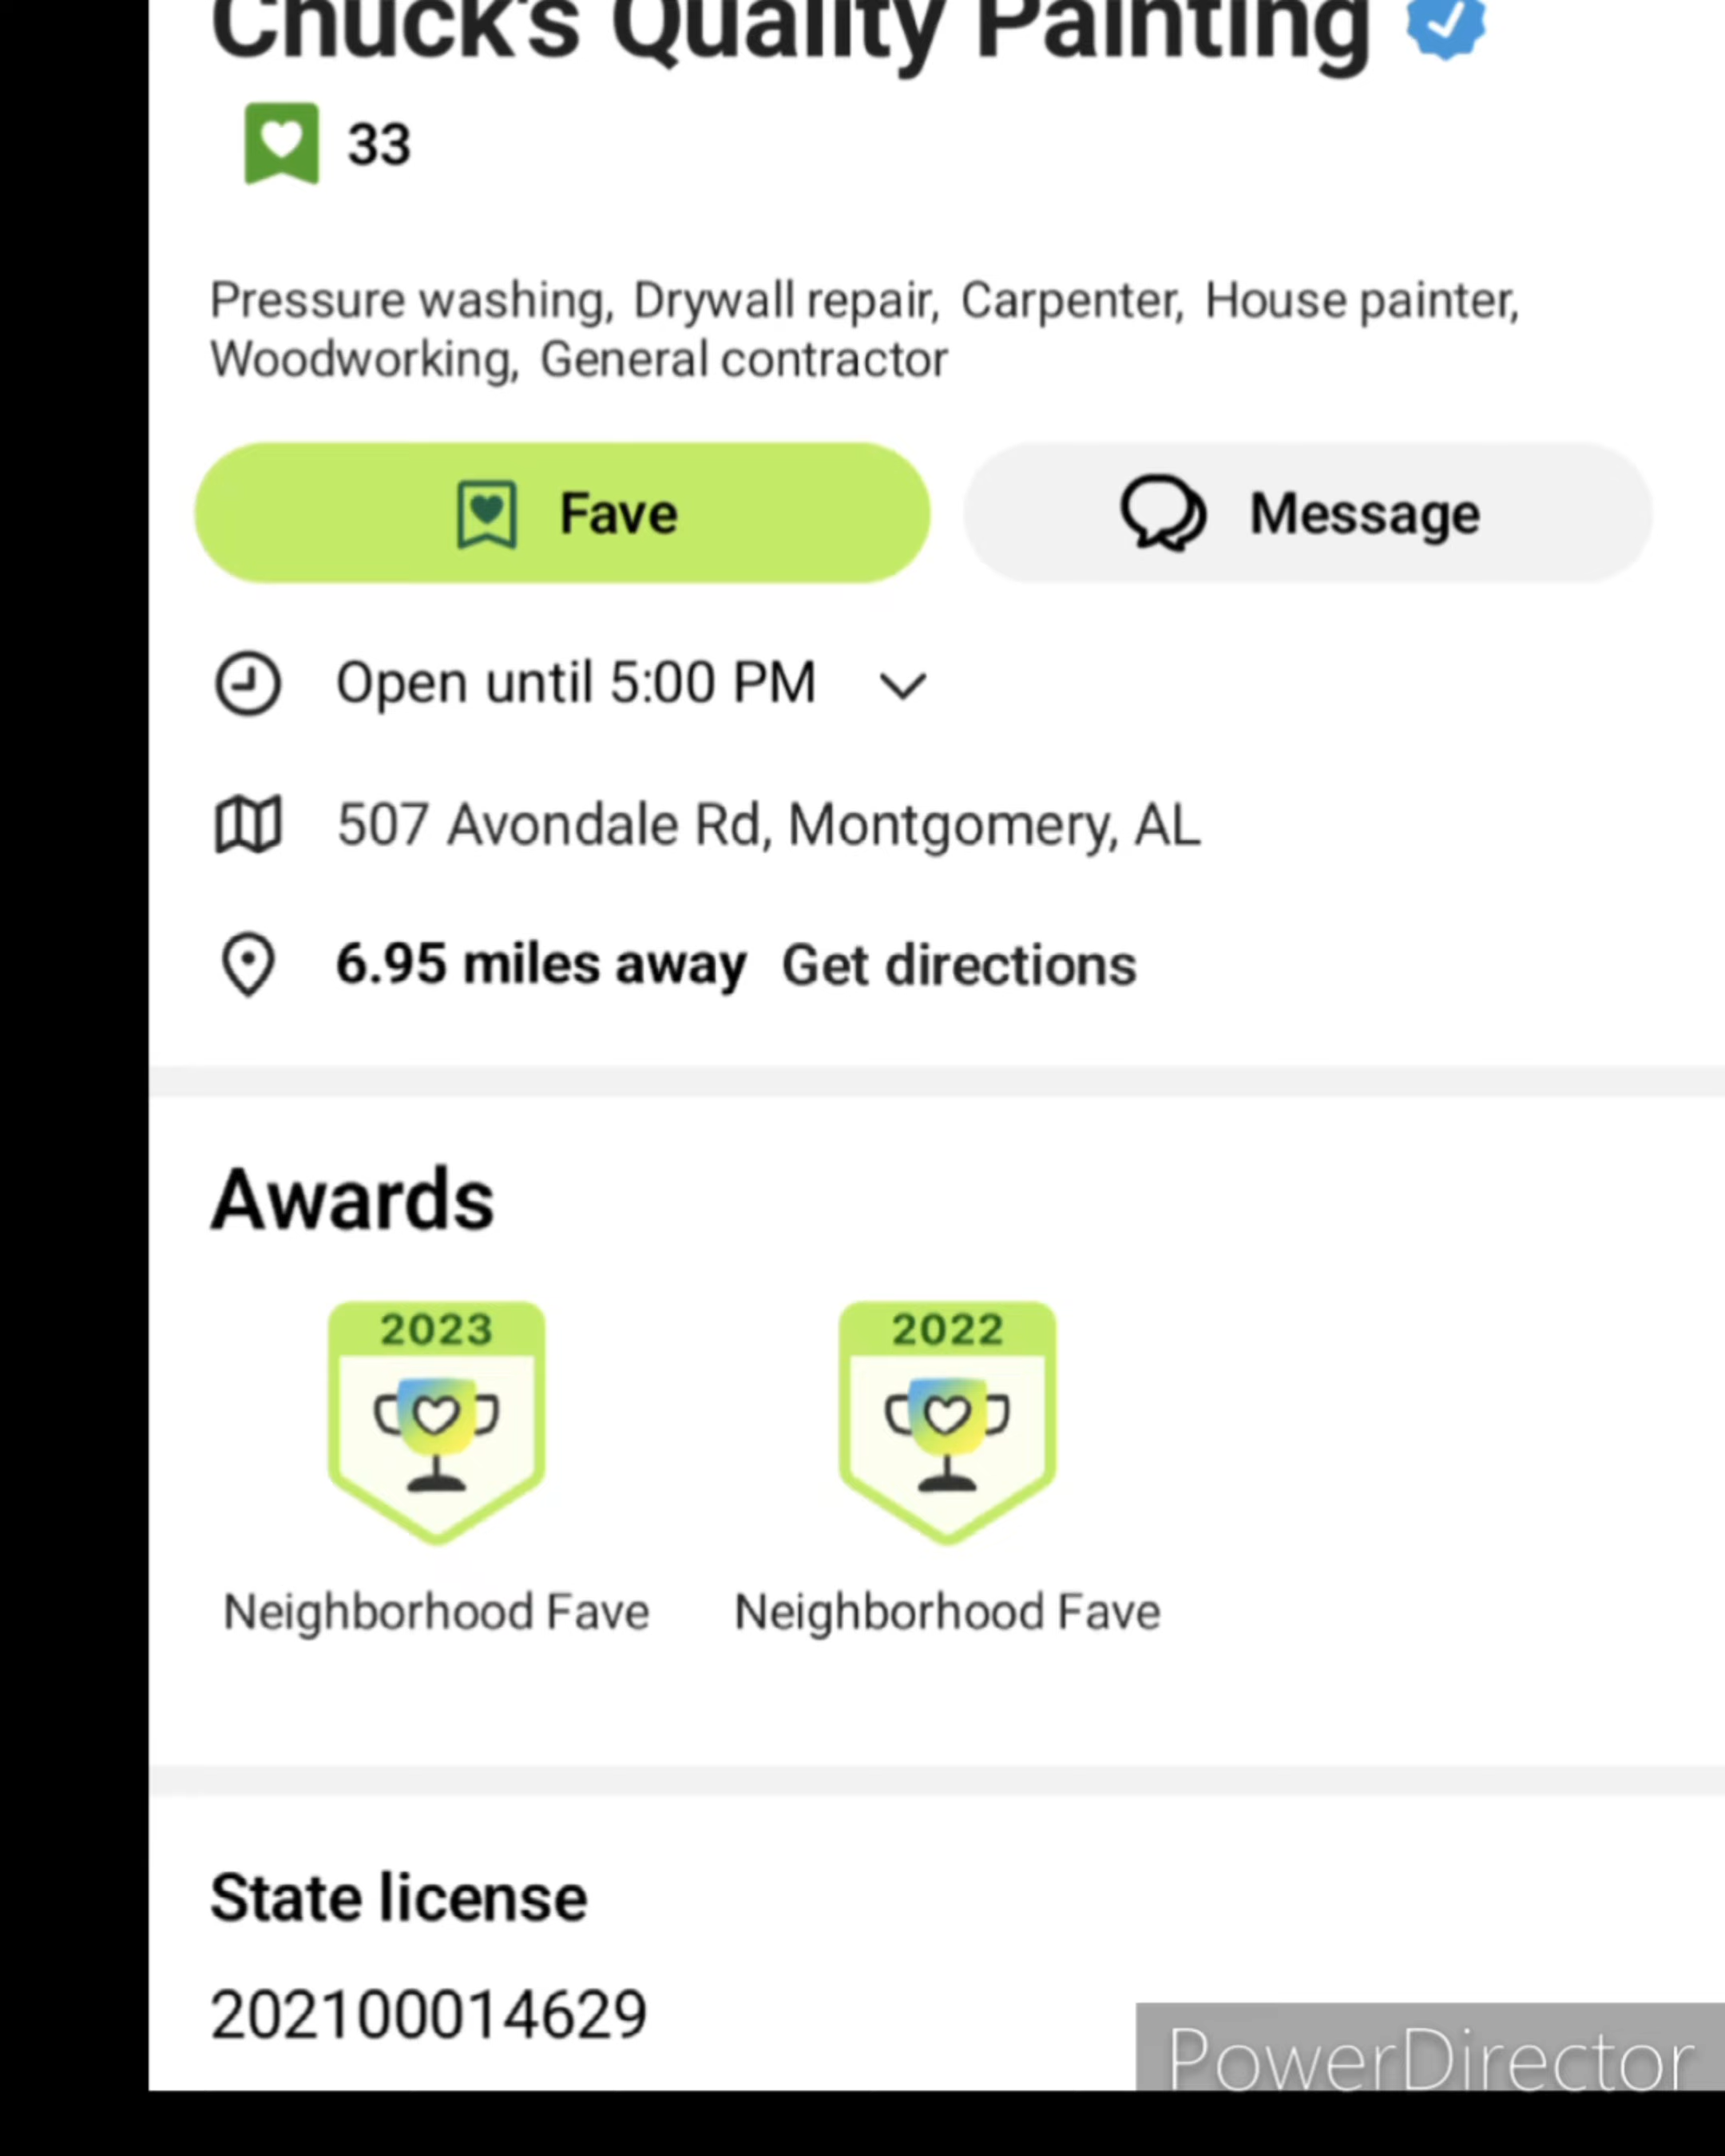 Chuck's Quality Painting
33
Pressure washing, Drywall repair, Carpenter, House painter,
Woodworking, General contractor
Fave
Message
Open until 5:00 PM
507 Avondale Rd, Montgomery, AL
6.95 miles away Get directions
Awards
2023
2022
Neighborhood Fave
Neighborhood Fave
State license
202100014629
PowerDirector